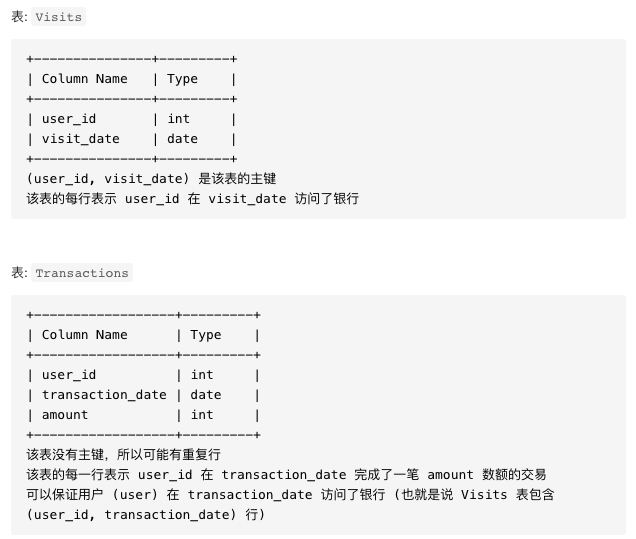 表: Visits
+---------------+---------+
| Column Name   | Type    |
+---------------+---------+
| user_id       | int     |
| visit_date    | date    |
+---------------+---------+
(user_id, visit_date) 是该表的主键
该表的每行表示 user_id 在 visit_date 访问了银行
表: Transactions
+------------------+---------+
| Column Name      | Type    |
+------------------+---------+
| user_id          | int     |
| transaction_date | date    |
| amount           | int     |
+------------------+---------+
该表没有主键，所以可能有重复行
该表的每一行表示 user_id 在 transaction_date 完成了一笔 amount 数额的交易
可以保证用户 (user) 在 transaction_date 访问了银行 (也就是说 Visits 表包含
(user_id, transaction_date) 行)